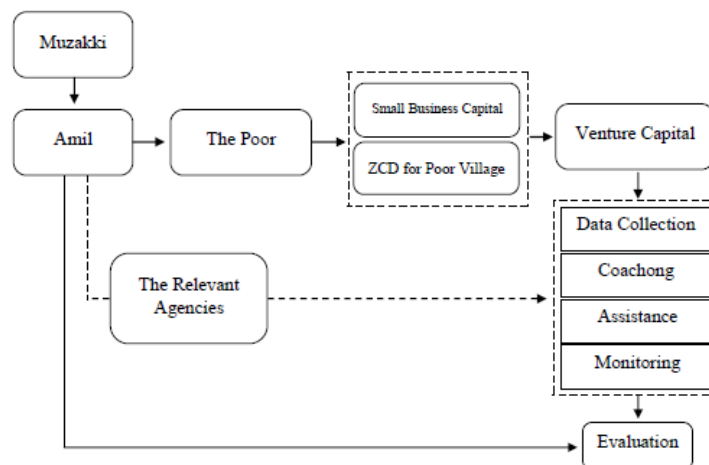 Muzakki
Amil
The Poor
Small Business Capital
ZCD for Poor Village
Venture Capital
Data Collection
Coachong
Assistance
Monitoring
The Relevant
Agencies
Evaluation